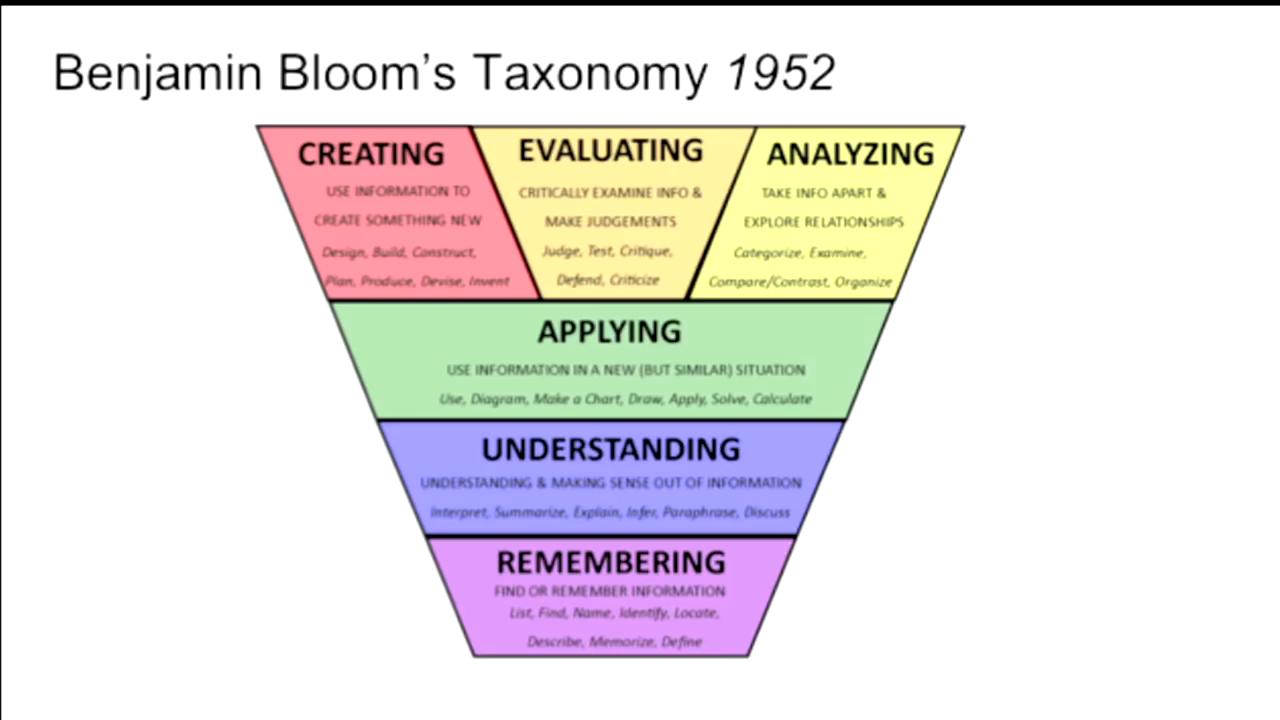 Benjamin Bloom's Taxonomy 1952
CREATING
USE INFORMATION TO
CREATE SOMETHING NEW
Design, Build, Construct,
Plan, Produce, Devise, Invent
EVALUATING
CRITICALLY EXAMINE INFO &
MAKE JUDGEMENTS
Judge, Test, Critique,
Defend, Criticize
ANALYZING
TAKE INFO APART &
EXPLORE RELATIONSHIPS
Categorize, Examine,
Compare/Contrast, Organize
APPLYING
USE INFORMATION IN A NEW (BUT SIMILAR) SITUATION
Use, Diagram, Make a Chart, Draw, Apply, Solve, Calculate
UNDERSTANDING
UNDERSTANDING & MAKING SENSE OUT OF INFORMATION
Interpret, Summarize, Explain, Infer, Paraphrase, Discuss
REMEMBERING
FIND OR REMEMBER INFORMATION
List, Find, Name, Identify, Locate,
Describe, Memorize, Define